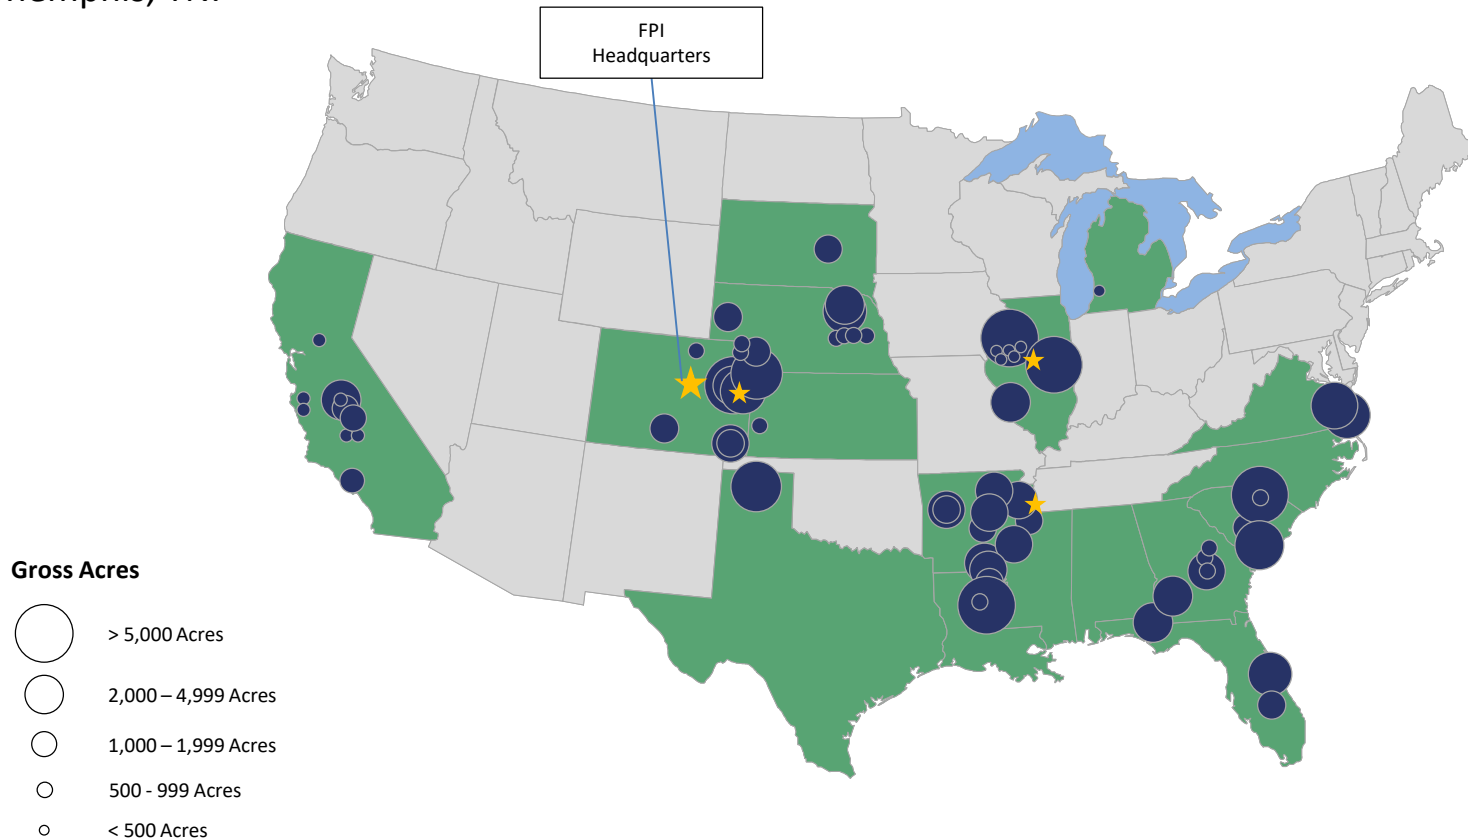 FPI
Headquarters
Gross Acres
> 5,000 Acres
2,000 – 4,999 Acres
1,000 – 1,999 Acres
500 - 999 Acres
< 500 Acres